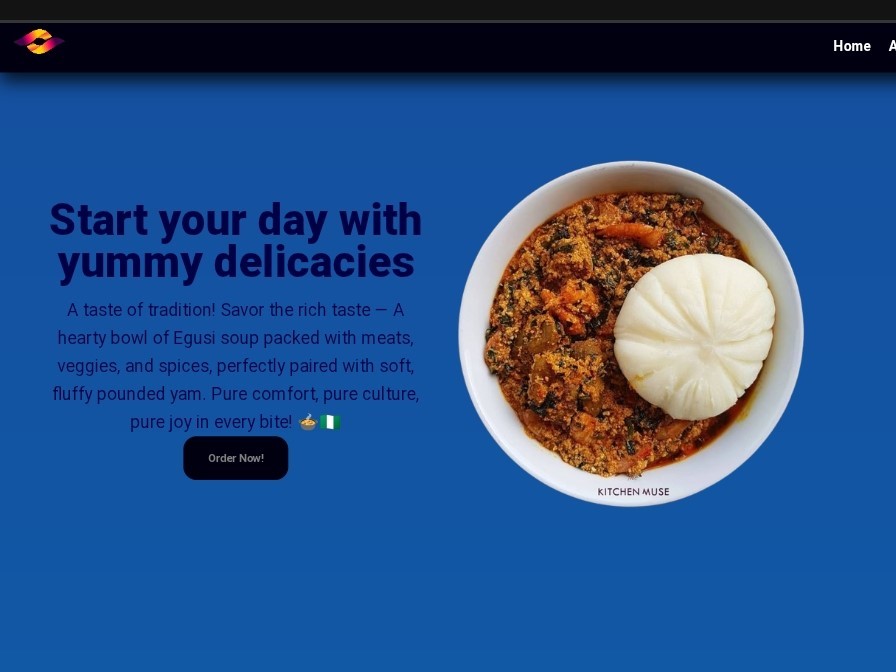 Home A
Start your day with
yummy delicacies
A taste of tradition! Savor the rich taste — A
hearty bowl of Egusi soup packed with meats,
veggies, and spices, perfectly paired with soft,
fluffy pounded yam. Pure comfort, pure culture,
pure joy in every bite! 🍲🇳🇬
Order Now!
KITCHEN MUSE